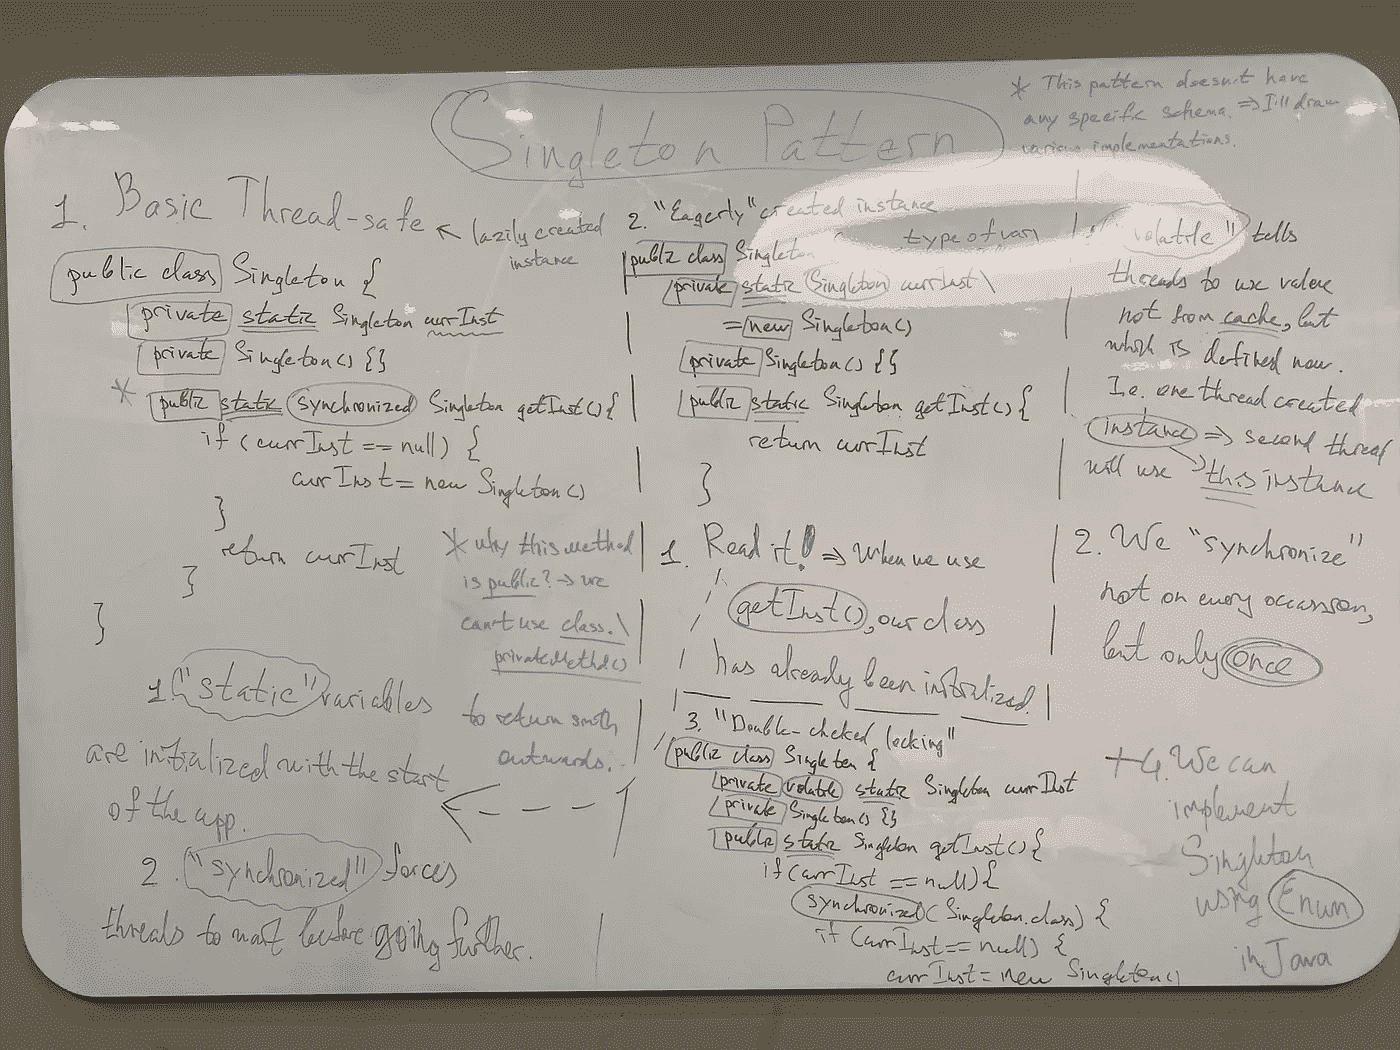 Singleton Pattern
* This pattern doesn't have
any specific schema. => I'll draw
various implementations.
1. Basic Thread-safe ← lazily created
instance
public class Singleton {
private static Singleton currInst
private Singleton() {}
* public static synchronized Singleton getInst() {
if (currInst == null) {
currInst = new Singleton()
}
return currInst
}
}
* why this method
is public? → we
can't use class.\
privateMethod()
to return smth
outwards.
1. "static" variables
are initialized with the start
of the app.
2. "synchronized" forces
threads to wait before going further.
2. "Eagerly" created instance
type of var
public class Singleton
private static Singleton currInst \
= new Singleton()
private Singleton() {}
public static Singleton getInst() {
return currInst
}
1. Read it! => When we use
getInst(), our class
has already been initialized.
3. "Double-cheked locking"
public class Singleton {
private volatile static Singleton currInst
private Singleton() {}
public static Singleton getInst() {
if (currInst == null) {
synchronized (Singleton.class) {
if (currInst == null) {
currInst = new Singleton()
"volatile" tells
threads to use value
not from cache, but
which is defined now.
I.e. one thread created
instance => second thread
will use this instance
2. We "synchronize"
not on every occassion,
but only once
+ 4. We can
implement
Singleton
using Enum
in Java